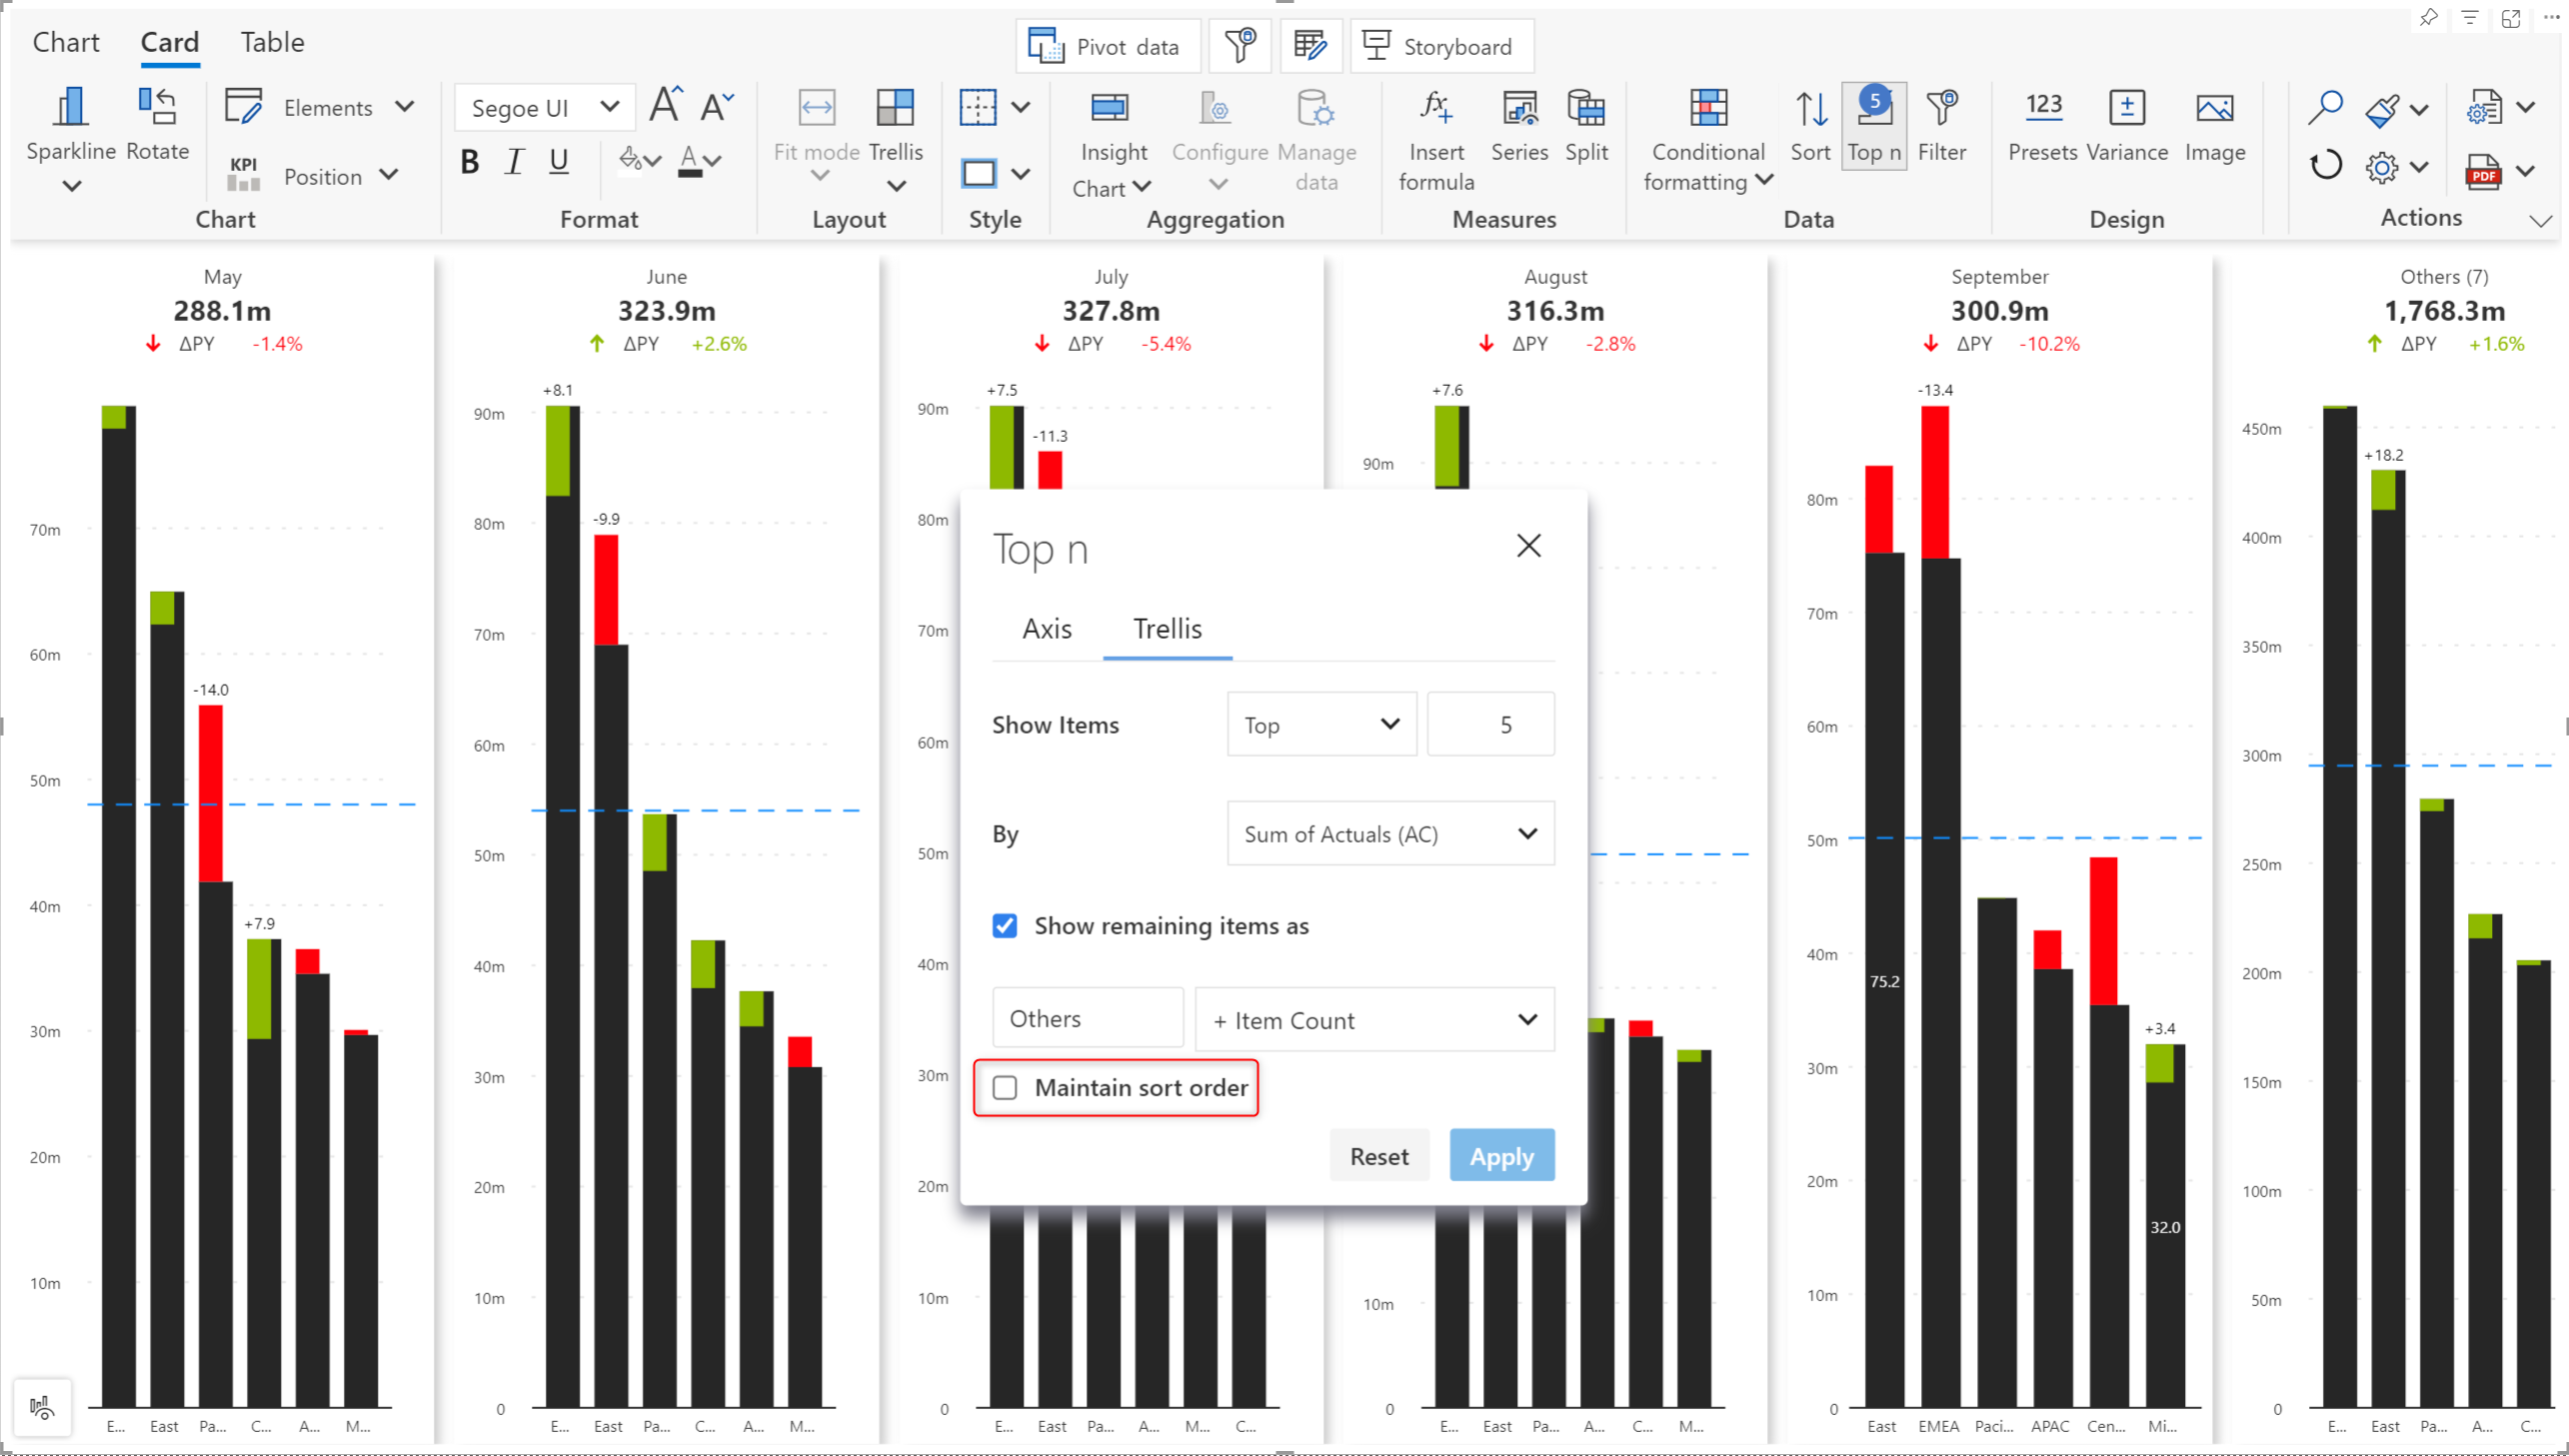 Chart Card Table
Pivot data Storyboard
Sparkline Rotate
Elements
KPI Position
Chart
Segoe UI A A
B I U A
Format
Fit mode Trellis
Layout
Style
Insight Chart Configure Manage data
Aggregation
fx Insert formula Series Split
Measures
Conditional formatting Sort 5 Top n Filter
Data
123 Presets Variance Image
Design
PDF
Actions
May
288.1m
ΔPY -1.4%
70m
60m
50m
40m
30m
20m
10m
-14.0
+7.9
E... East Pa... C... A... M...
June
323.9m
ΔPY +2.6%
+8.1
-9.9
90m
80m
70m
60m
50m
40m
30m
20m
10m
0
E... East Pa... C... A... M...
July
327.8m
ΔPY -5.4%
+7.5
-11.3
90m
80m
70m
60m
50m
40m
30m
20m
10m
0
E... East Pa... A... M... C...
August
316.3m
ΔPY -2.8%
+7.6
90m
10m
0
E... East Pa... A... C... M...
Top n
Axis Trellis
Show Items Top 5
By Sum of Actuals (AC)
Show remaining items as
Others + Item Count
Maintain sort order
Reset Apply
September
300.9m
ΔPY -10.2%
-13.4
80m
70m
60m
50m
40m
30m
20m
10m
0
75.2
+3.4
32.0
East EMEA Paci... APAC Cen... Mi...
Others (7)
1,768.3m
ΔPY +1.6%
+18.2
450m
400m
350m
300m
250m
200m
150m
100m
50m
0
E... East Pa... A... C...